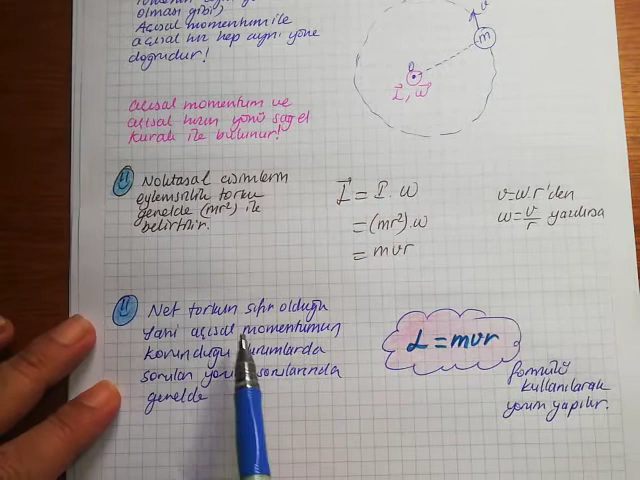 olması gibi)
Açısal momentum ile
açısal hız hep aynı yöne
doğrudur!
m
L, w
açısal momentum ve
açısal hızın yönü sağ el
kuralı ile bulunur!
Noktasal cisimlerin
eylemsizlik torku
genelde (mr²) ile
belirtilir.
L = I. w
= (mr²).w
= mvr
v=w.r'den
w=v/r yazılırsa
Net torkun sıfır olduğu
Yani açısal momentumun
korunduğu durumlarda
sorulan yorum sorularında
genelde
L = mvr
formülü
kullanılarak
yorum yapılır.